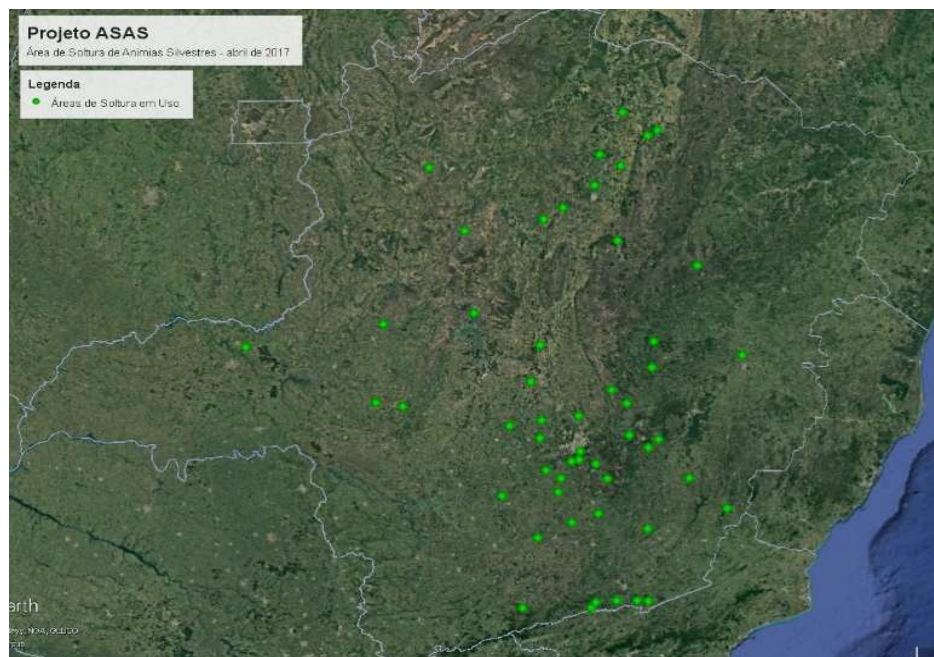 Projeto ASAS
Área de Soltura de Animias Silvestres - abril de 2017
Legenda
Áreas de Soltura em Uso
arth